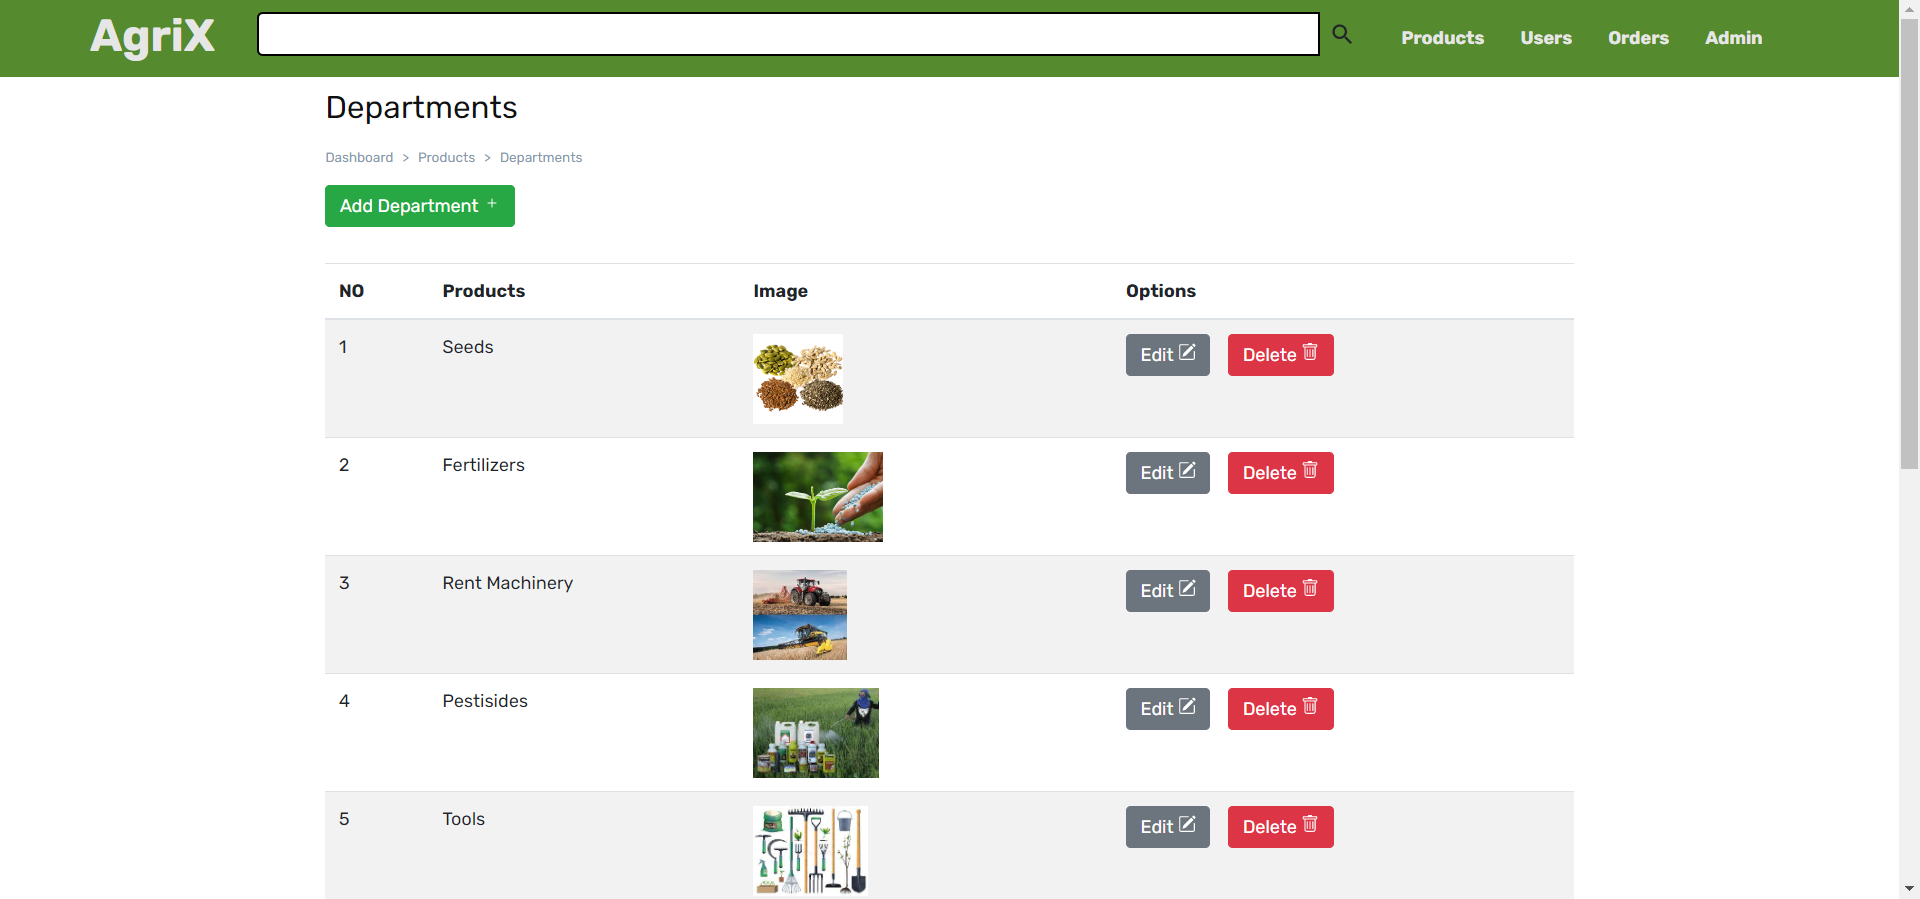 AgriX
Products Users Orders Admin
Departments
Dashboard > Products > Departments
Add Department +
NO Products Image Options
1 Seeds Edit Delete
2 Fertilizers Edit Delete
3 Rent Machinery Edit Delete
4 Pestisides Edit Delete
5 Tools Edit Delete